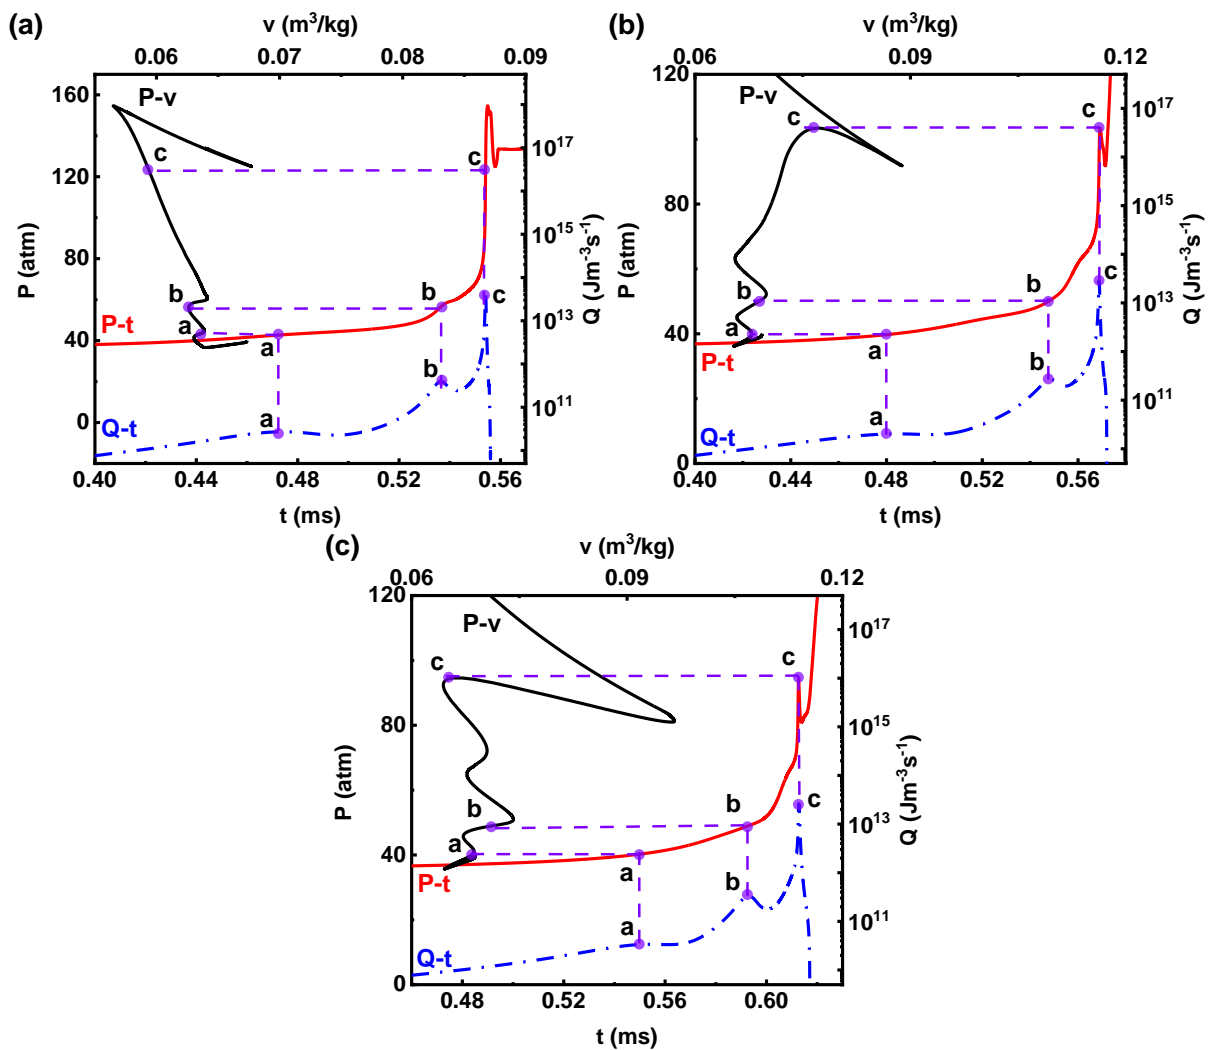 (a)
v (m³/kg)
0.06 0.07 0.08 0.09
160
120
80
40
0
P (atm)
P-v
c c
b b
a a
c
b
a
P-t
Q-t
10¹⁷
10¹⁵
10¹³
10¹¹
Q (Jm⁻³s⁻¹)
0.40 0.44 0.48 0.52 0.56
t (ms)
(b)
v (m³/kg)
0.06 0.09 0.12
120
80
40
0
P (atm)
P-v
c c
b b
a a
c
b
a
P-t
Q-t
10¹⁷
10¹⁵
10¹³
10¹¹
Q (Jm⁻³s⁻¹)
0.40 0.44 0.48 0.52 0.56
t (ms)
(c)
v (m³/kg)
0.06 0.09 0.12
120
80
40
0
P (atm)
P-v
c c
b b
a a
c
b
a
P-t
Q-t
10¹⁷
10¹⁵
10¹³
10¹¹
Q (Jm⁻³s⁻¹)
0.48 0.52 0.56 0.60
t (ms)